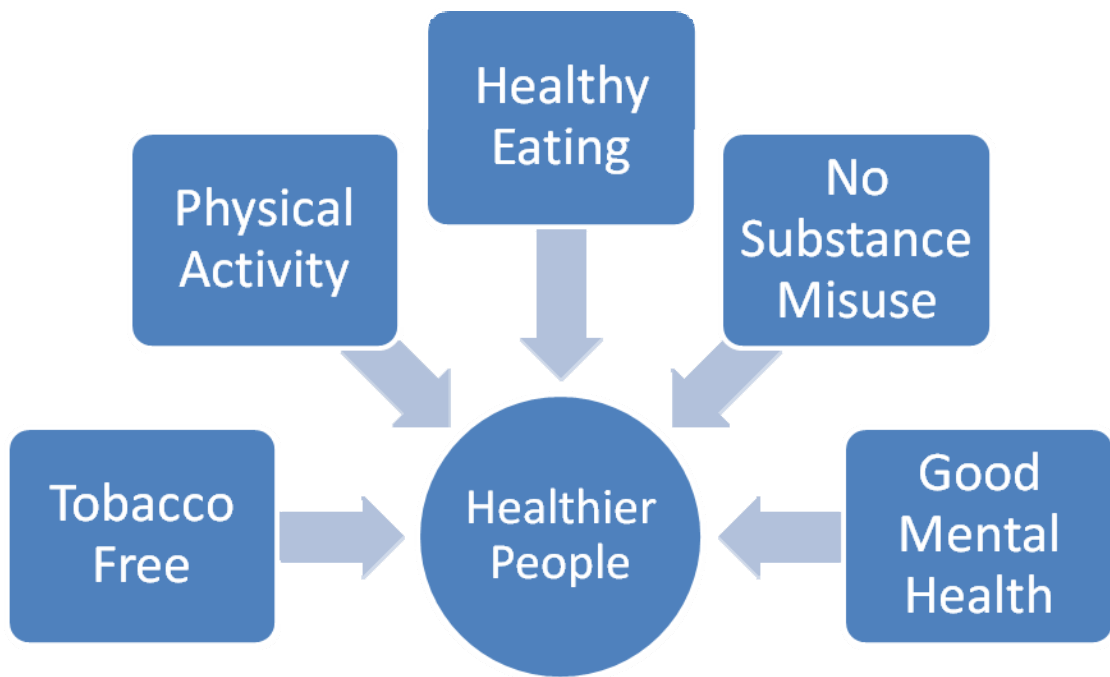 Healthy
Eating
Physical
Activity
No
Substance
Misuse
Tobacco
Free
Healthier
People
Good
Mental
Health